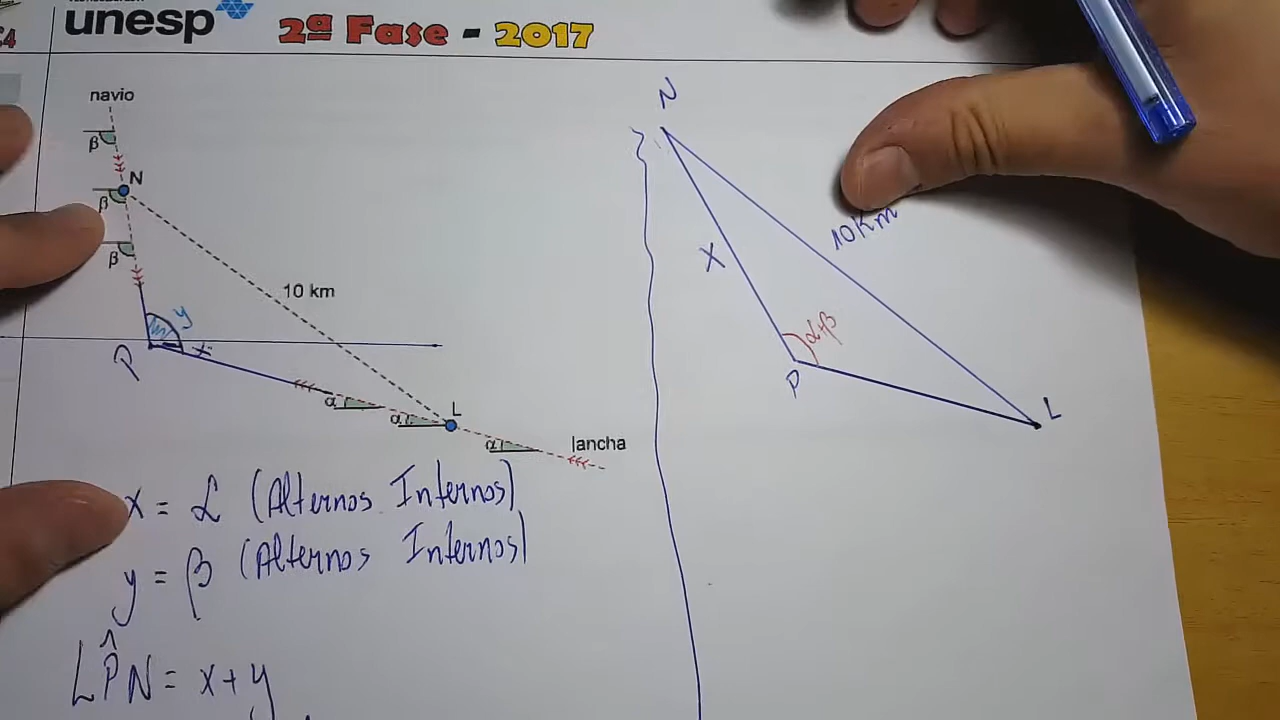 unesp
2ª Fase - 2017
navio
β
N
β
β
10 km
y
x
P
α
α
L
α
lancha
x = α (Alternos Internos)
y = β (Alternos Internos)
LP̂N = x + y
N
10 Km
X
α+β
P
L